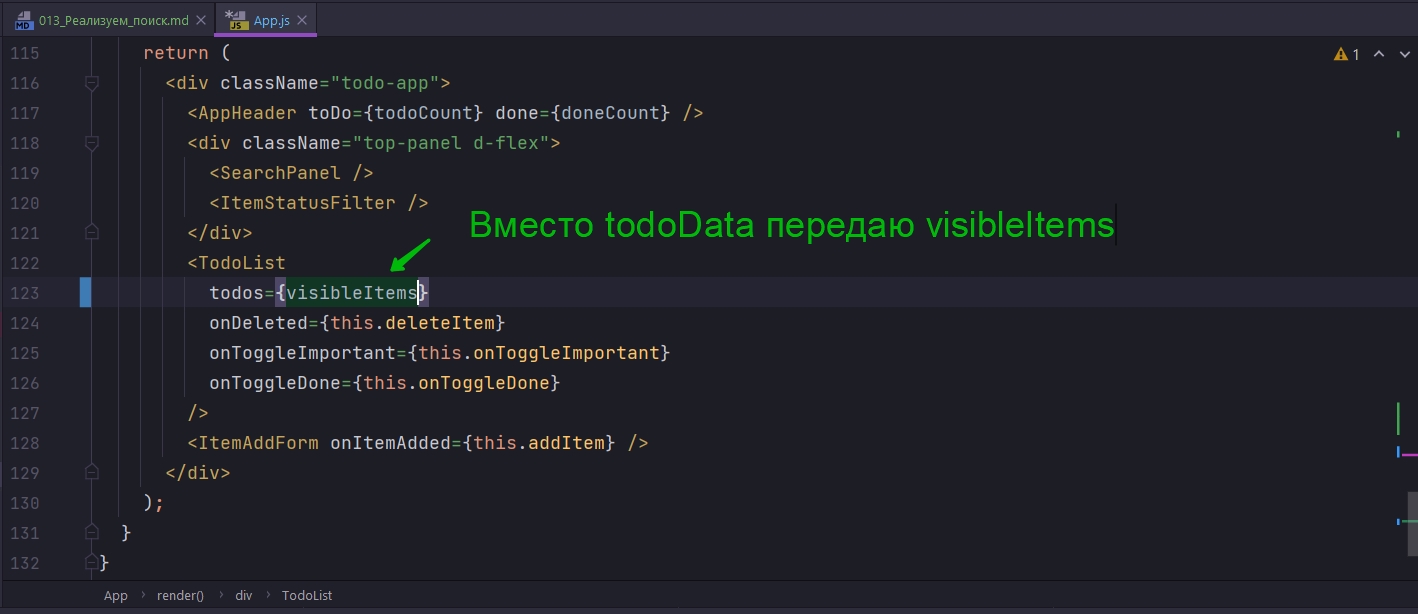 013_Реализуем_поиск.md
App.js
115 return (
1
116 <div className="todo-app">
117 <AppHeader toDo={todoCount} done={doneCount} />
118 <div className="top-panel d-flex">
119 <SearchPanel />
120 <ItemStatusFilter />
Вместо todoData передаю visibleItems
121 </div>
122 <TodoList
123 todos={visibleItems}
124 onDeleted={this.deleteItem}
125 onToggleImportant={this.onToggleImportant}
126 onToggleDone={this.onToggleDone}
127 />
128 <ItemAddForm onItemAdded={this.addItem} />
129 </div>
130 );
131 }
132 }
App › render() › div › TodoList